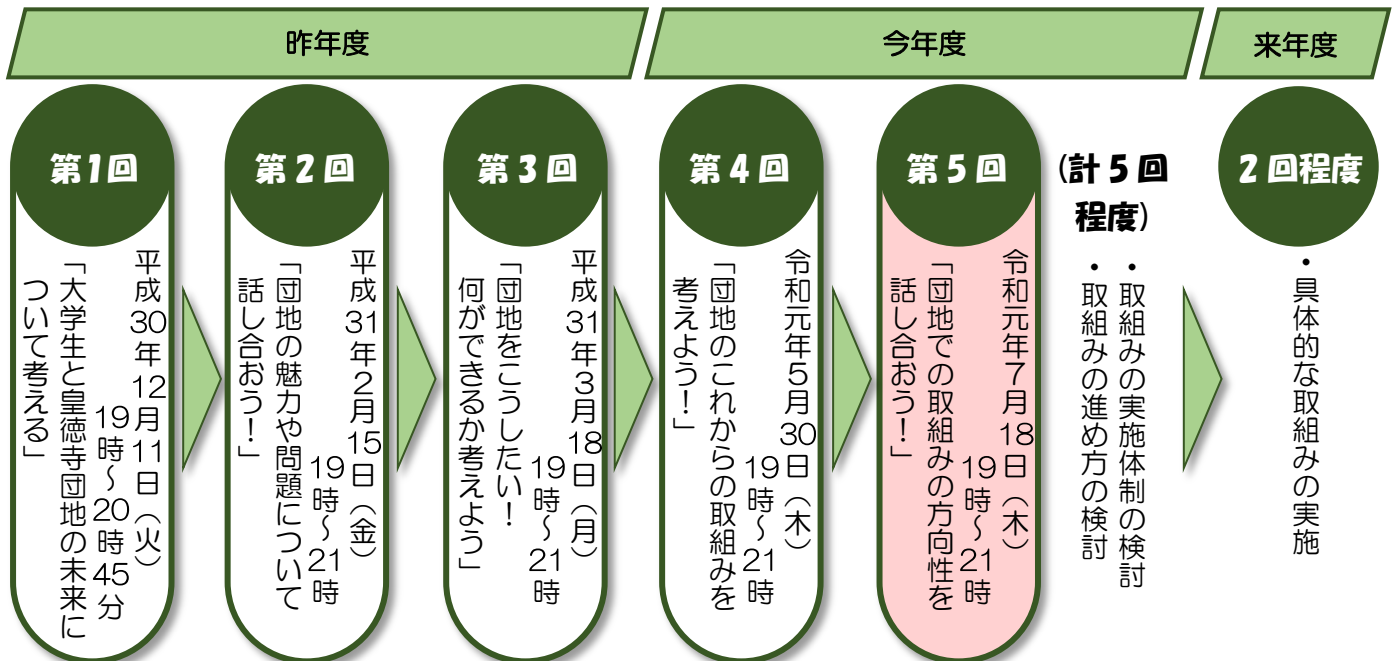 昨年度
今年度
来年度
第1回
平成30年12月11日（火）
19時～20時45分
「大学生と皇徳寺団地の未来に
ついて考える」
第2回
平成31年2月15日（金）
19時～21時
「団地の魅力や問題について
話し合おう！」
第3回
平成31年3月18日（月）
19時～21時
「団地をこうしたい！
何ができるか考えよう」
第4回
令和元年5月30日（木）
19時～21時
「団地のこれからの取組みを
考えよう！」
第5回
令和元年7月18日（木）
19時～21時
「団地での取組みの方向性を
話し合おう！」
(計5回
程度)
・取組みの実施体制の検討
・取組みの進め方の検討
2回程度
・具体的な取組みの実施